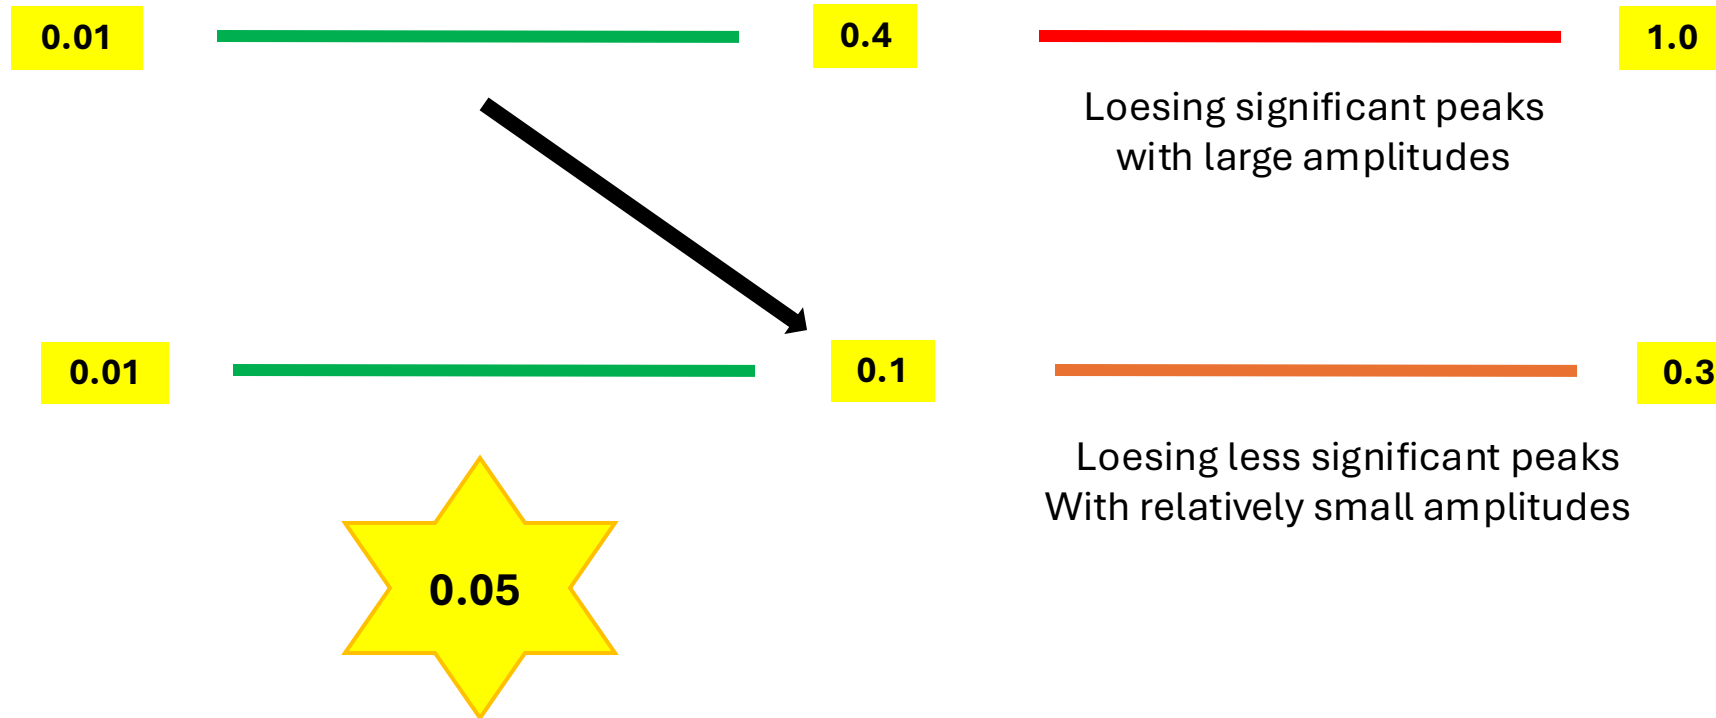 0.01
0.4
1.0
Loesing significant peaks
with large amplitudes
0.01
0.1
0.3
Loesing less significant peaks
With relatively small amplitudes
0.05